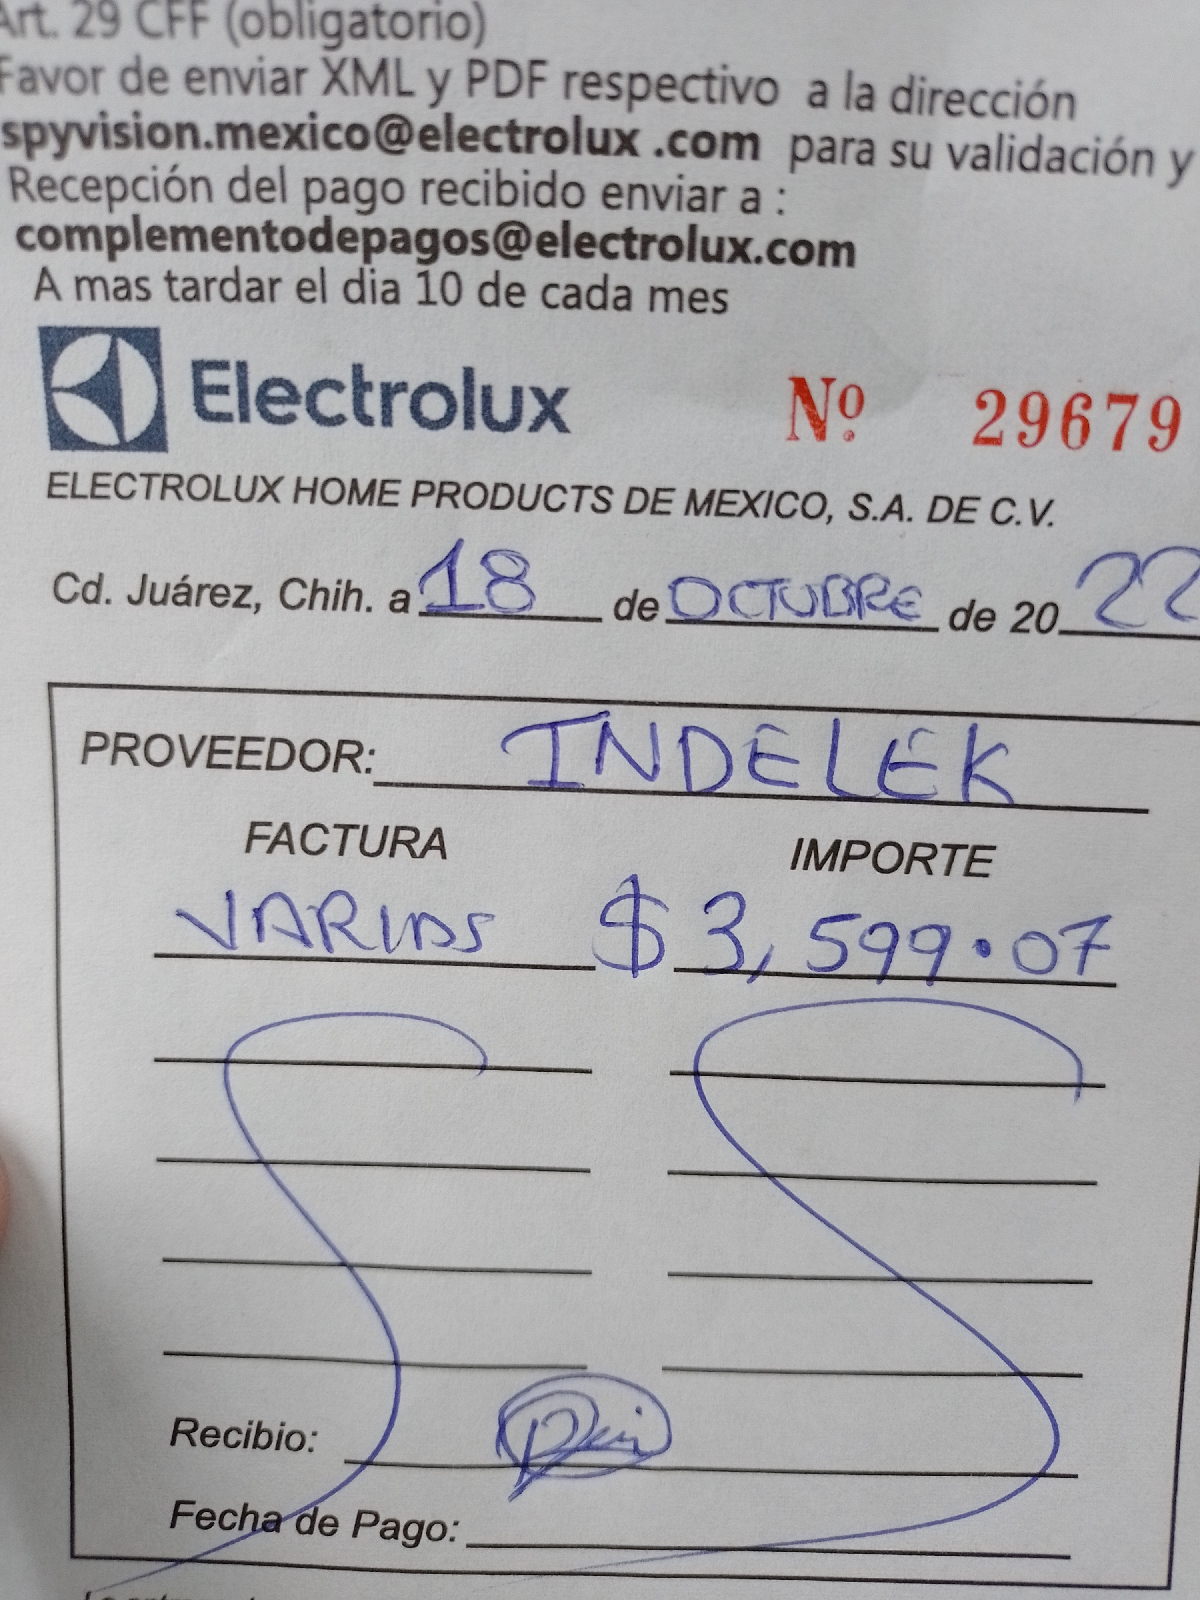 Art. 29 CFF (obligatorio)
Favor de enviar XML y PDF respectivo a la dirección
spyvision.mexico@electrolux .com para su validación y
Recepción del pago recibido enviar a :
complementodepagos@electrolux.com
A mas tardar el dia 10 de cada mes
Electrolux Nº 29679
ELECTROLUX HOME PRODUCTS DE MEXICO, S.A. DE C.V.
Cd. Juárez, Chih. a 18 de OCTUBRE de 2022
PROVEEDOR: INDELEK
FACTURA IMPORTE
VARIAS $ 3,599.07
Recibio:
Fecha de Pago: